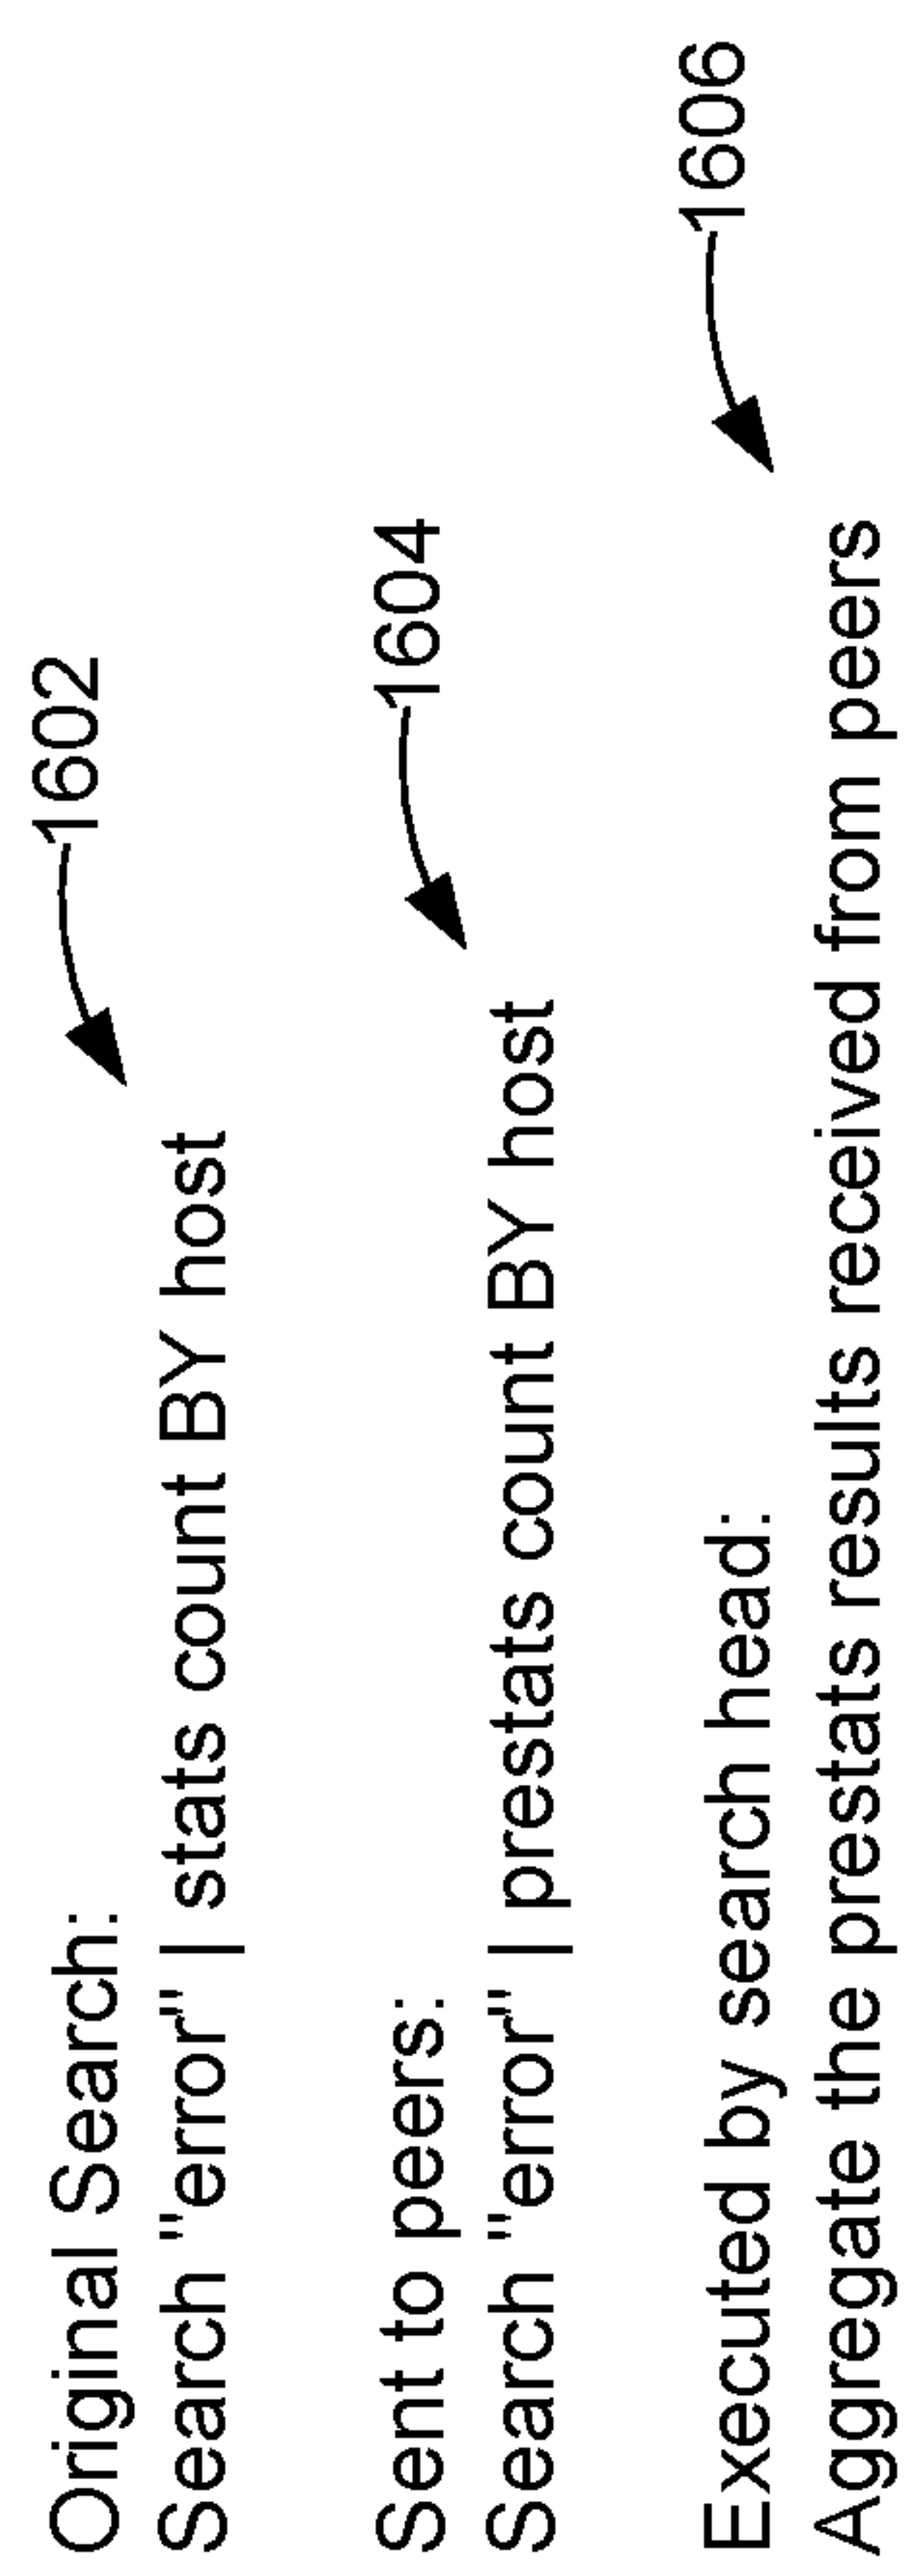 Original Search: 1602
Search "error" | stats count BY host
Sent to peers: 1604
Search "error" | prestats count BY host
Executed by search head: 1606
Aggregate the prestats results received from peers